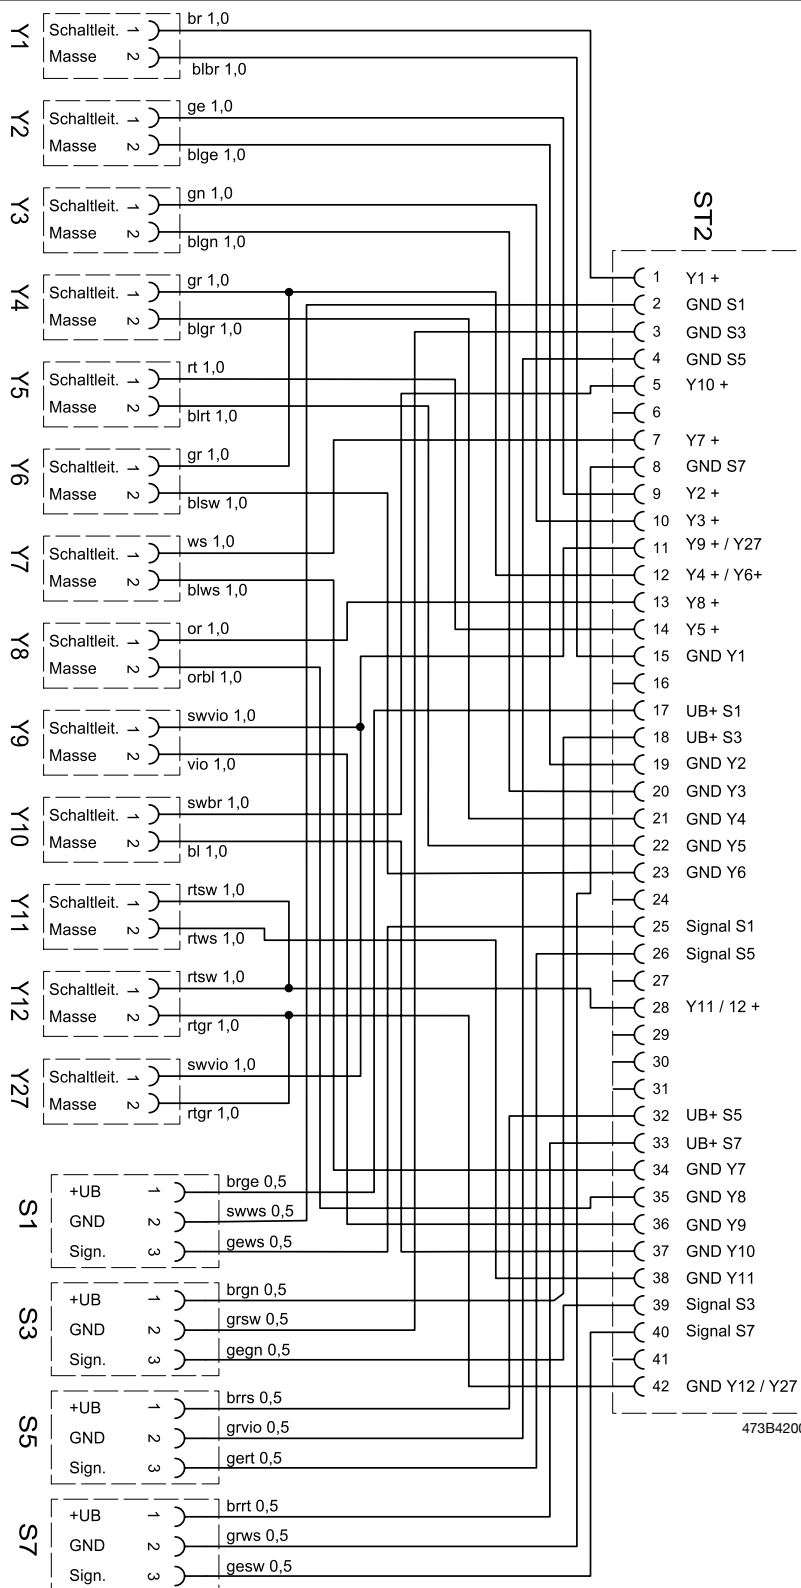 Y1
Schaltleit. 1 br 1,0
Masse 2 blbr 1,0
Y2
Schaltleit. 1 ge 1,0
Masse 2 blge 1,0
Y3
Schaltleit. 1 gn 1,0
Masse 2 blgn 1,0
Y4
Schaltleit. 1 gr 1,0
Masse 2 blgr 1,0
Y5
Schaltleit. 1 rt 1,0
Masse 2 blrt 1,0
Y6
Schaltleit. 1 gr 1,0
Masse 2 blsw 1,0
Y7
Schaltleit. 1 ws 1,0
Masse 2 blws 1,0
Y8
Schaltleit. 1 or 1,0
Masse 2 orbl 1,0
Y9
Schaltleit. 1 swvio 1,0
Masse 2 vio 1,0
Y10
Schaltleit. 1 swbr 1,0
Masse 2 bl 1,0
Y11
Schaltleit. 1 rtsw 1,0
Masse 2 rtws 1,0
Y12
Schaltleit. 1 rtsw 1,0
Masse 2 rtgr 1,0
Y27
Schaltleit. 1 swvio 1,0
Masse 2 rtgr 1,0
S1
+UB 1 brge 0,5
GND 2 swws 0,5
Sign. 3 gews 0,5
S3
+UB 1 brgn 0,5
GND 2 grsw 0,5
Sign. 3 gegn 0,5
S5
+UB 1 brrs 0,5
GND 2 grvio 0,5
Sign. 3 gert 0,5
S7
+UB 1 brrt 0,5
GND 2 grws 0,5
Sign. 3 gesw 0,5
ST2
1 Y1 +
2 GND S1
3 GND S3
4 GND S5
5 Y10 +
6
7 Y7 +
8 GND S7
9 Y2 +
10 Y3 +
11 Y9 + / Y27
12 Y4 + / Y6+
13 Y8 +
14 Y5 +
15 GND Y1
16
17 UB+ S1
18 UB+ S3
19 GND Y2
20 GND Y3
21 GND Y4
22 GND Y5
23 GND Y6
24
25 Signal S1
26 Signal S5
27
28 Y11 / 12 +
29
30
31
32 UB+ S5
33 UB+ S7
34 GND Y7
35 GND Y8
36 GND Y9
37 GND Y10
38 GND Y11
39 Signal S3
40 Signal S7
41
42 GND Y12 / Y27
473B4200